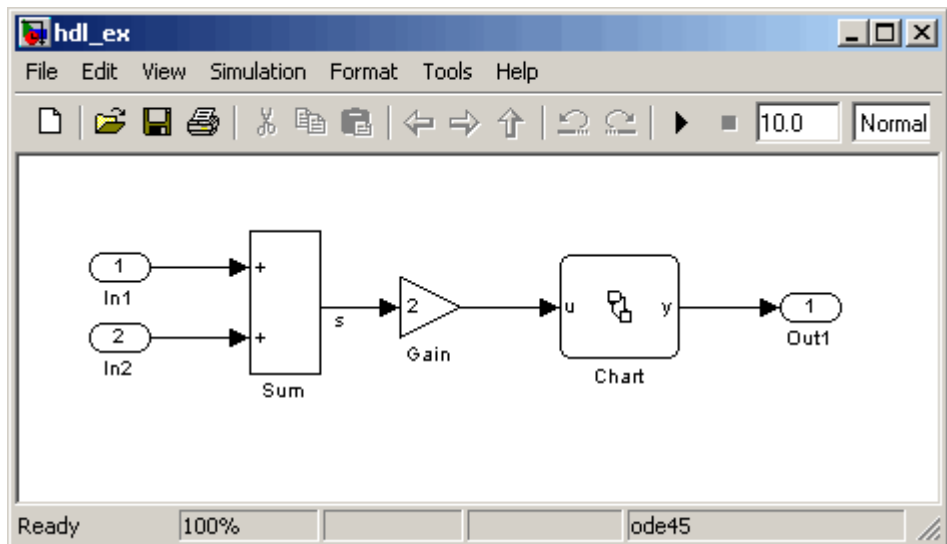 hdl_ex
File Edit View Simulation Format Tools Help
10.0 Normal
1
In1
2
In2
+
+
Sum
s
2
Gain
u y
Chart
1
Out1
Ready 100% ode45